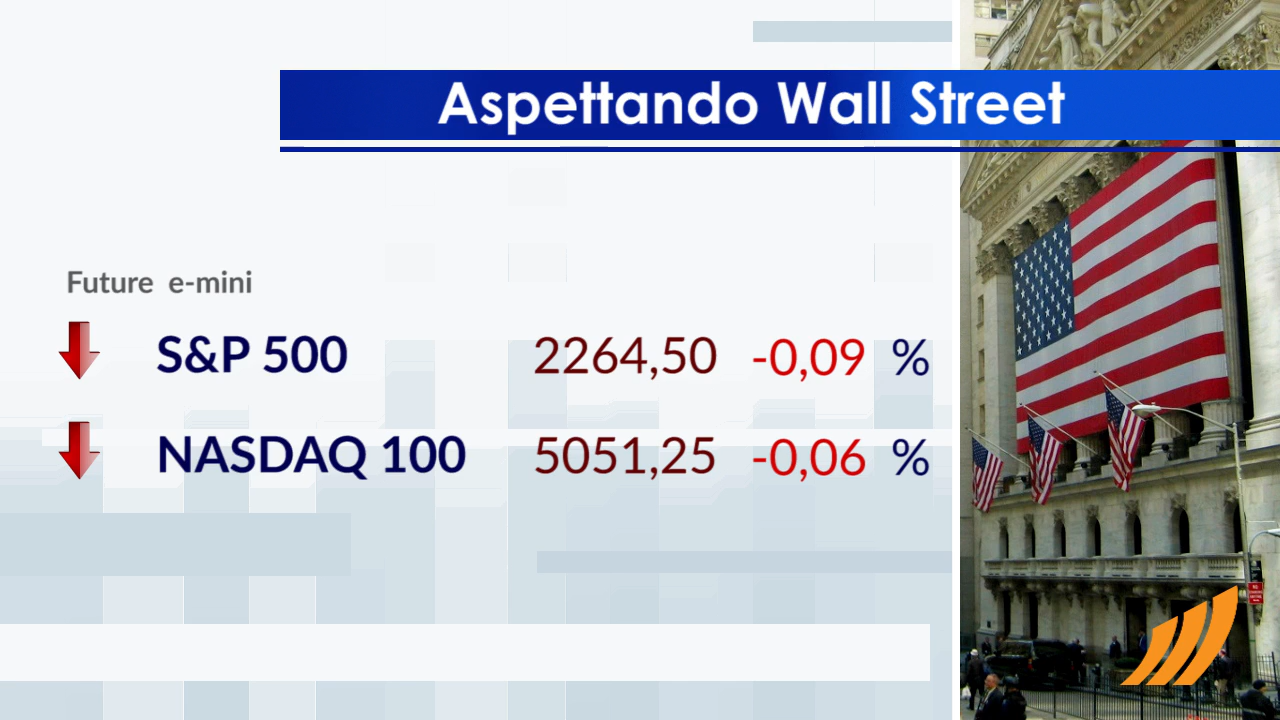 Aspettando Wall Street
Future e-mini
S&P 500 2264,50 -0,09 %
NASDAQ 100 5051,25 -0,06 %